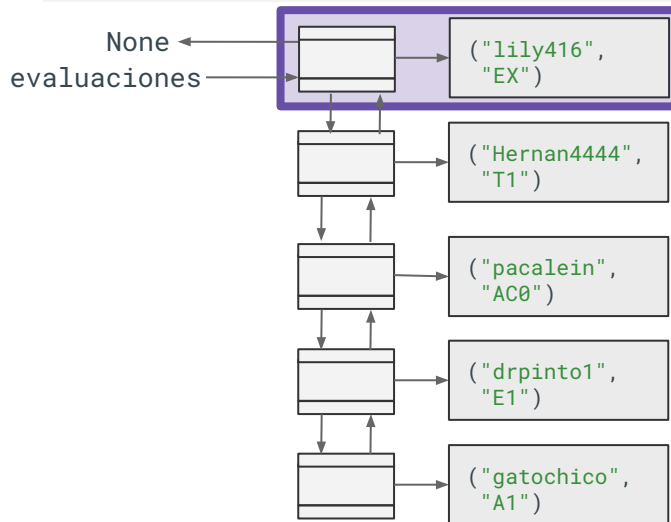 None
evaluaciones
("lily416",
"EX")
("Hernan4444",
"T1")
("pacalein",
"AC0")
("drpinto1",
"E1")
("gatochico",
"A1")